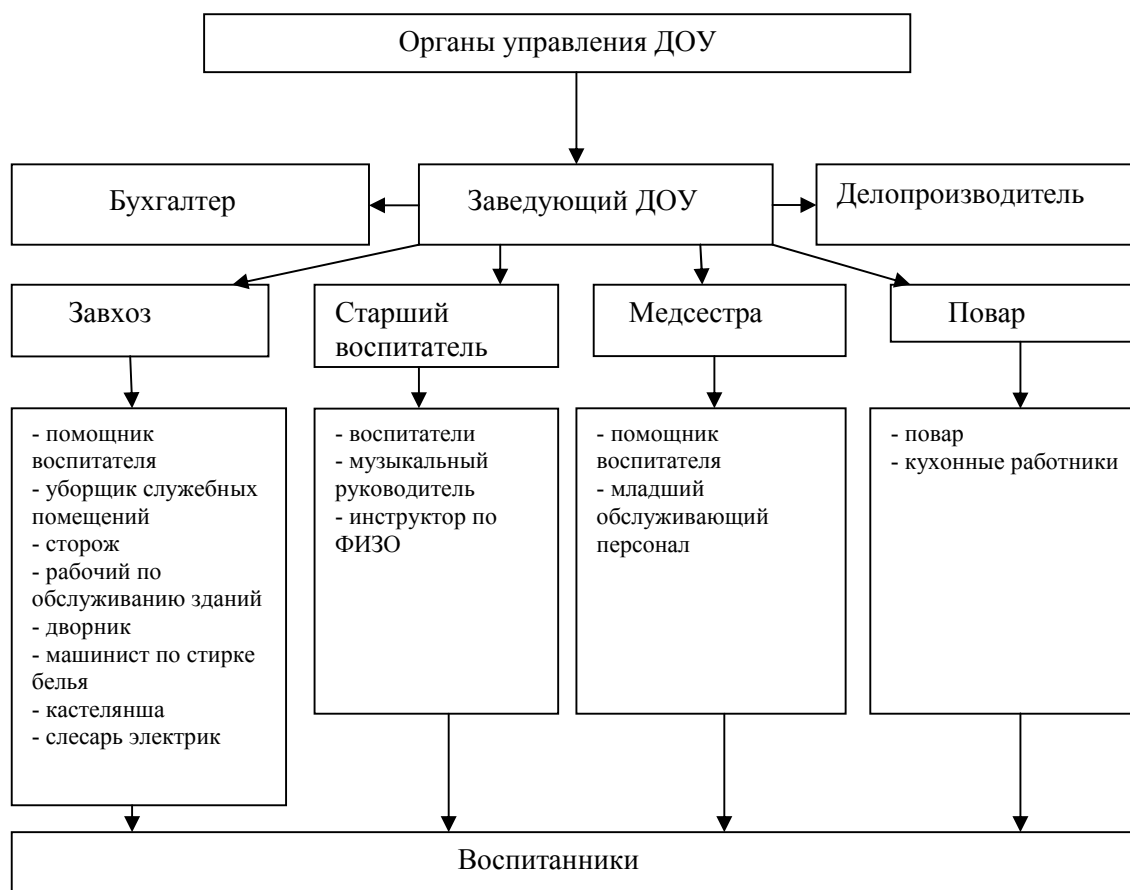 Органы управления ДОУ
Бухгалтер
Заведующий ДОУ
Делопроизводитель
Завхоз
Старший
воспитатель
Медсестра
Повар
- помощник
воспитателя
- уборщик служебных
помещений
- сторож
- рабочий по
обслуживанию зданий
- дворник
- машинист по стирке
белья
- кастелянша
- слесарь электрик
- воспитатели
- музыкальный
руководитель
- инструктор по
ФИЗО
- помощник
воспитателя
- младший
обслуживающий
персонал
- повар
- кухонные работники
Воспитанники